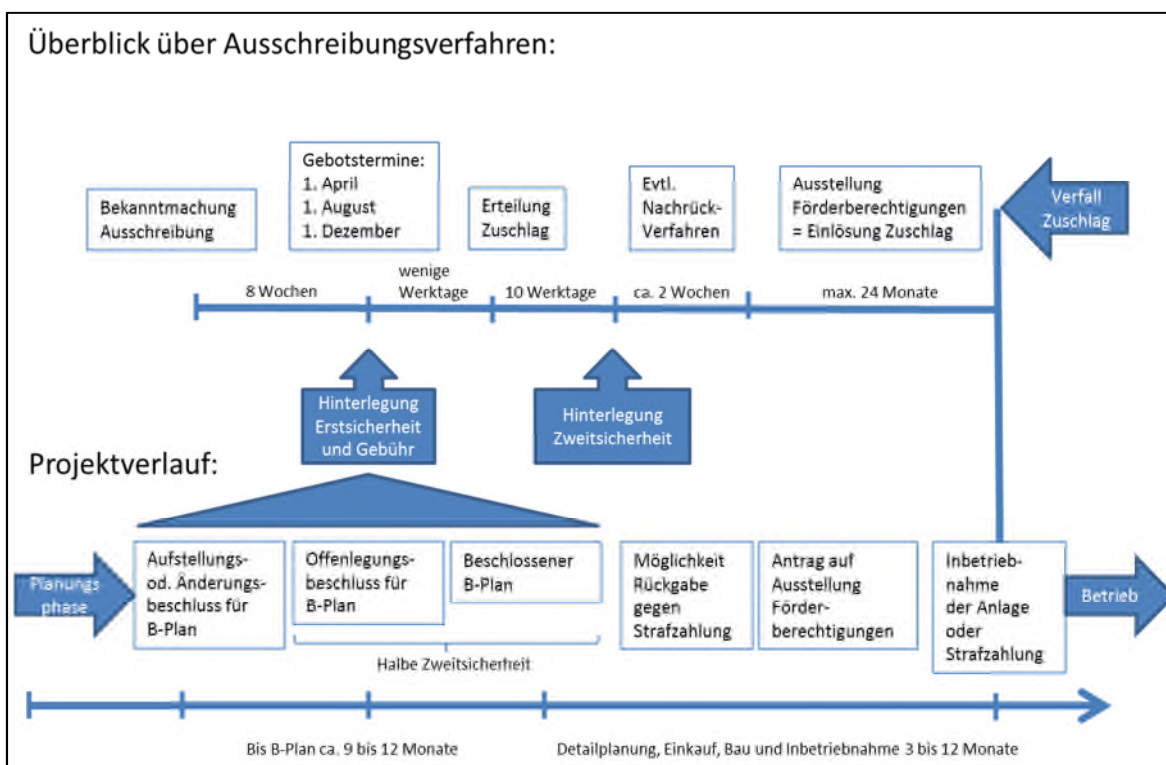 Überblick über Ausschreibungsverfahren:
Bekanntmachung
Ausschreibung
Gebotstermine:
1. April
1. August
1. Dezember
Erteilung
Zuschlag
Evtl.
Nachrück-
Verfahren
Ausstellung
Förderberechtigungen
= Einlösung Zuschlag
Verfall
Zuschlag
8 Wochen
wenige
Werktage
10 Werktage
ca. 2 Wochen
max. 24 Monate
Hinterlegung
Erstsicherheit
und Gebühr
Hinterlegung
Zweitsicherheit
Projektverlauf:
Planungs
phase
Aufstellungs-
od. Änderungs-
beschluss für
B-Plan
Offenlegungs-
beschluss für
B-Plan
Beschlossener
B-Plan
Möglichkeit
Rückgabe
gegen
Strafzahlung
Antrag auf
Ausstellung
Förder-
berechtigungen
Inbetrieb-
nahme
der Anlage
oder
Strafzahlung
Betrieb
Halbe Zweitsicherheit
Bis B-Plan ca. 9 bis 12 Monate
Detailplanung, Einkauf, Bau und Inbetriebnahme 3 bis 12 Monate